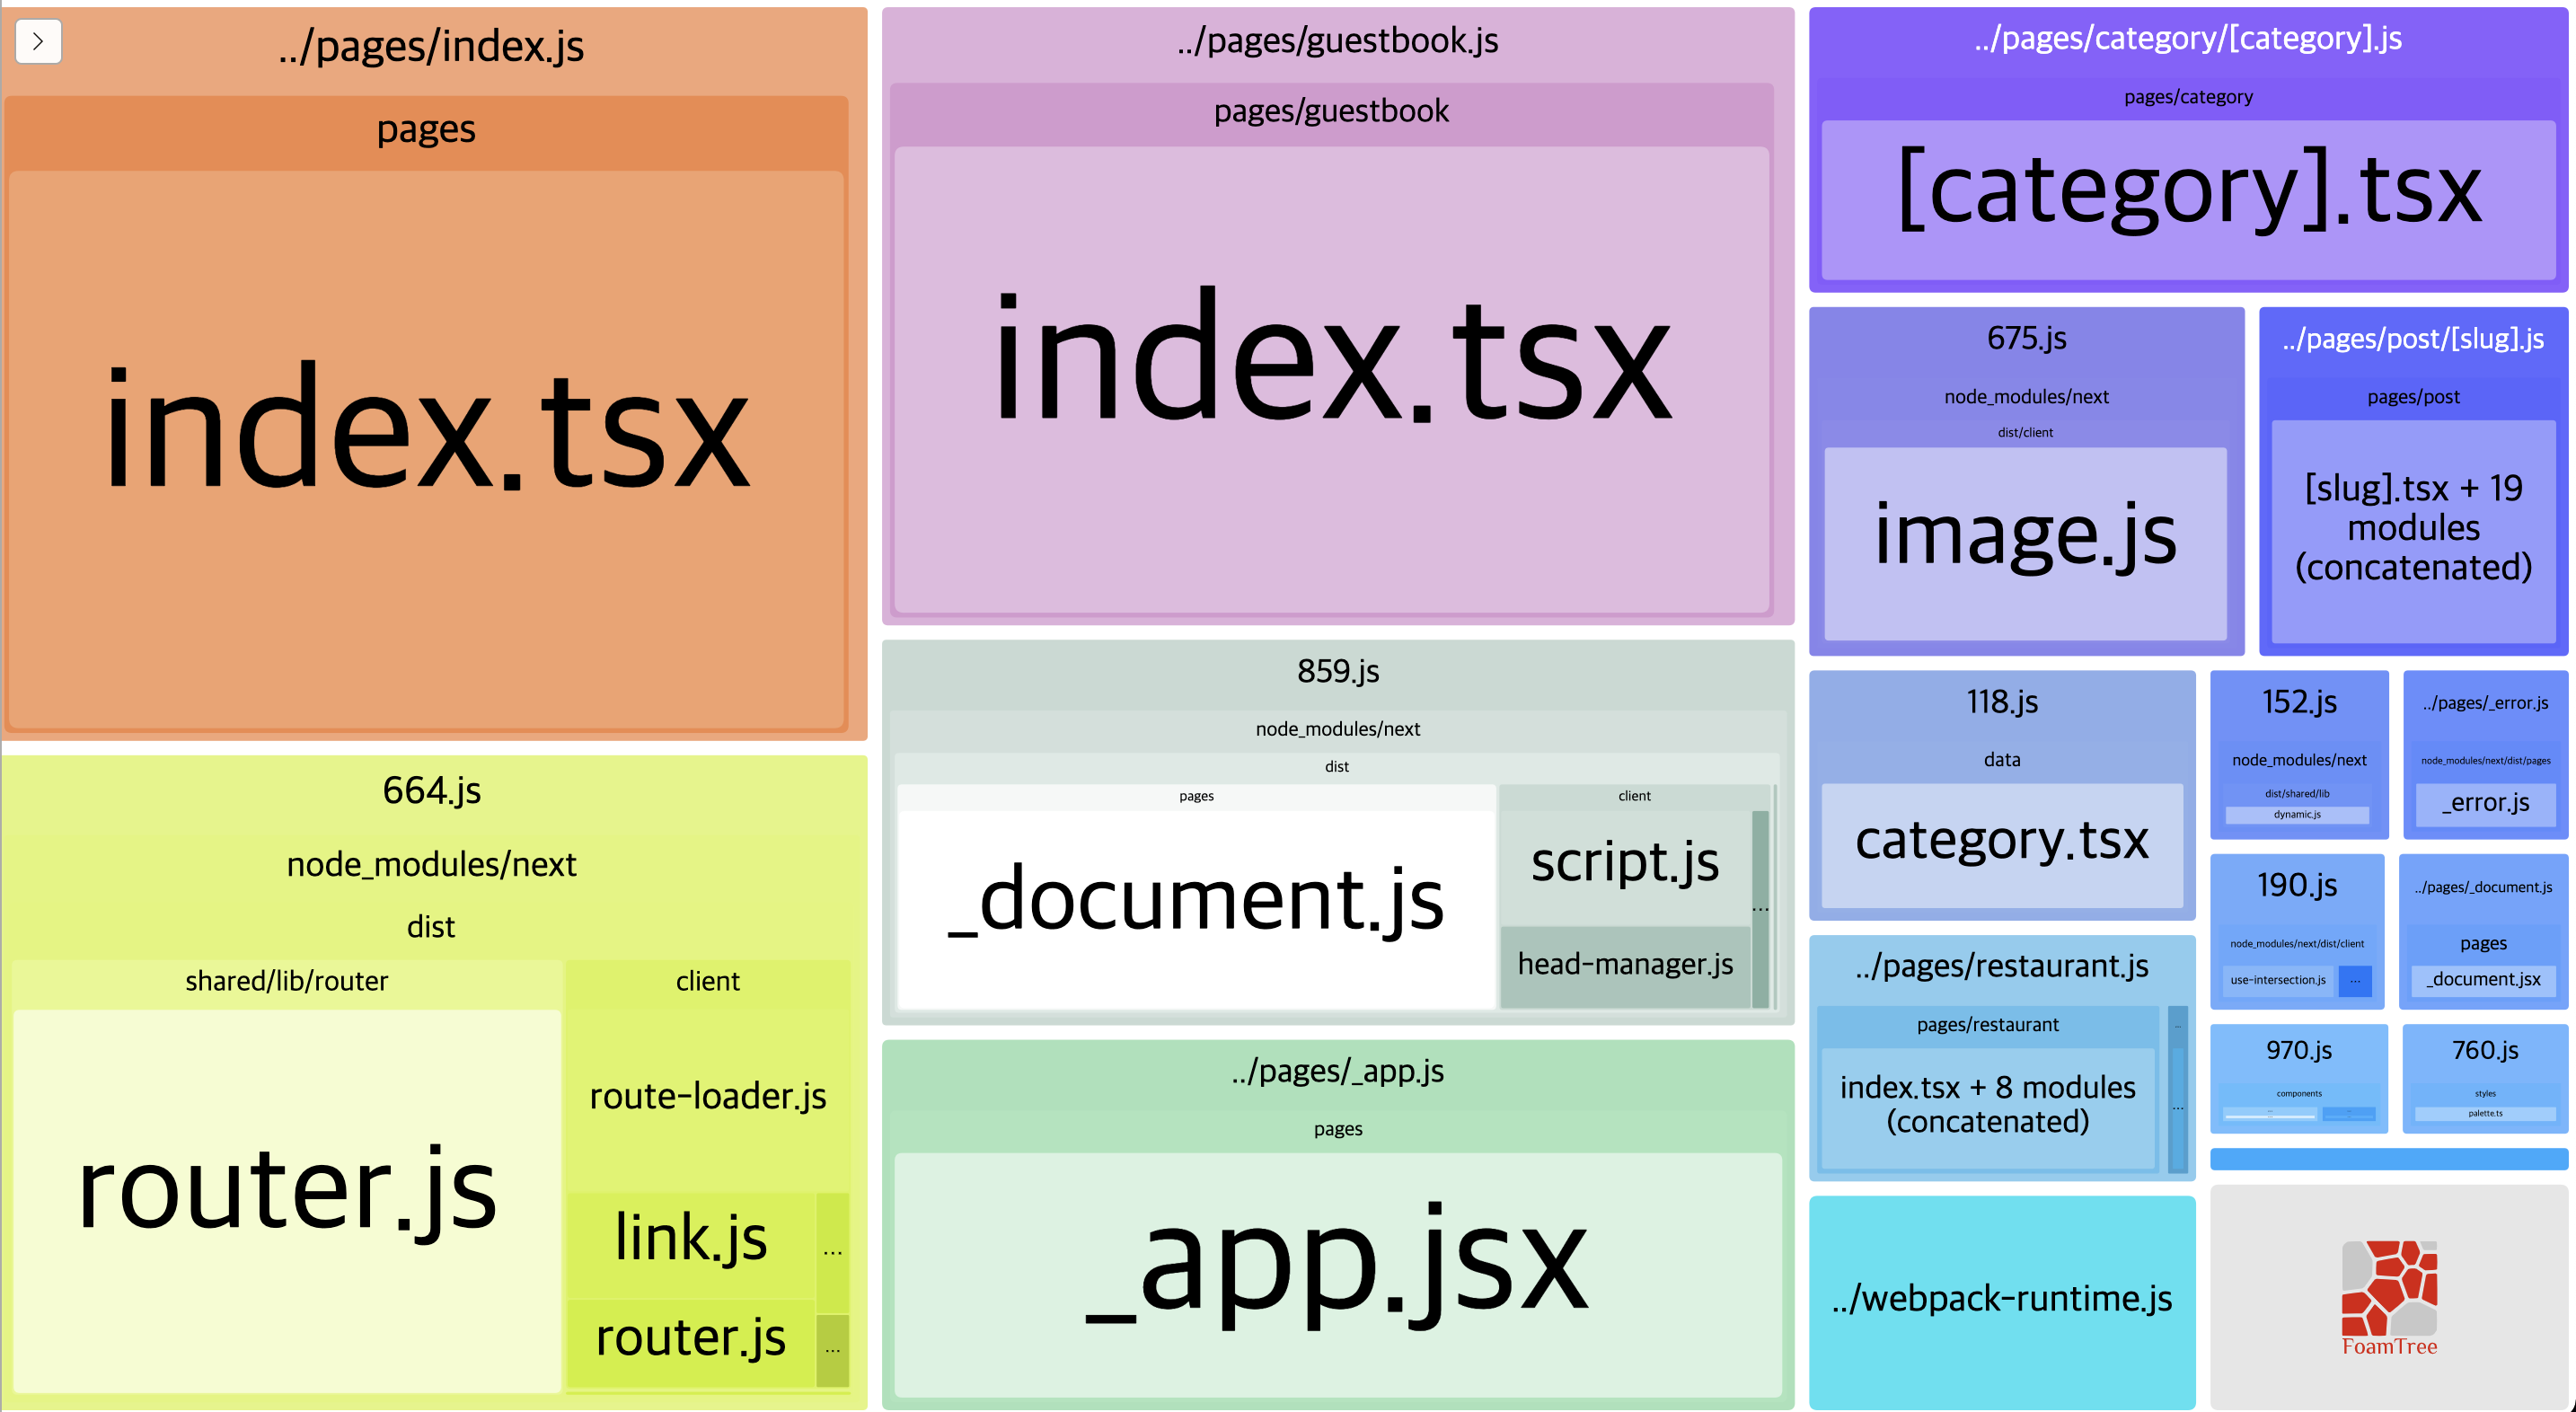 ../pages/index.js
pages
index.tsx
664.js
node_modules/next
dist
shared/lib/router
router.js
client
route-loader.js
link.js
...
router.js
...
../pages/guestbook.js
pages/guestbook
index.tsx
859.js
node_modules/next
dist
pages
_document.js
client
script.js
head-manager.js
...
../pages/_app.js
pages
_app.jsx
../pages/category/[category].js
pages/category
[category].tsx
675.js
node_modules/next
dist/client
image.js
../pages/post/[slug].js
pages/post
[slug].tsx + 19
modules
(concatenated)
118.js
data
category.tsx
../pages/restaurant.js
pages/restaurant
index.tsx + 8 modules
(concatenated)
...
...
../webpack-runtime.js
152.js
node_modules/next
dist/shared/lib
dynamic.js
../pages/_error.js
node_modules/next/dist/pages
_error.js
190.js
node_modules/next/dist/client
use-intersection.js
...
../pages/_document.js
pages
_document.jsx
970.js
components
...
760.js
styles
palette.ts
FoamTree